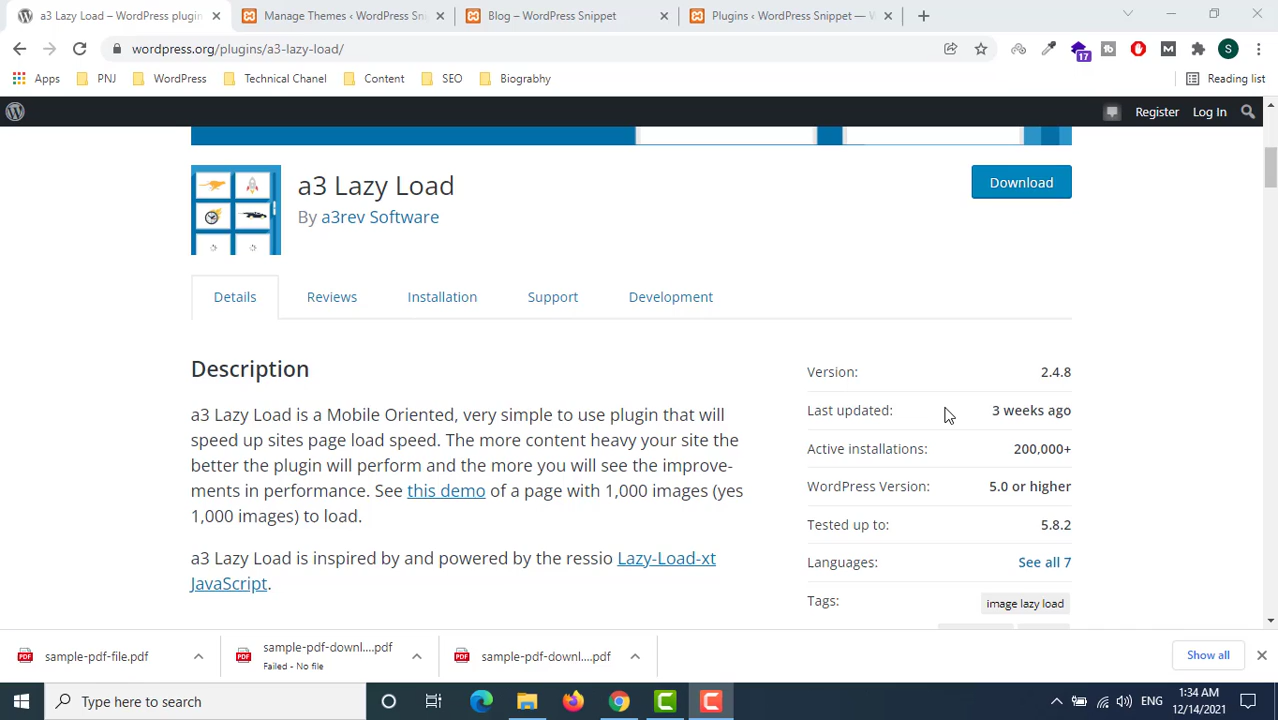 a3 Lazy Load – WordPress plugin
Manage Themes ‹ WordPress Sn
Blog – WordPress Snippet
Plugins ‹ WordPress Snippet — W
wordpress.org/plugins/a3-lazy-load/
17
M
S
Apps
PNJ
WordPress
Technical Chanel
Content
SEO
Biograbhy
Reading list
Register
Log In
a3 Lazy Load
By a3rev Software
Download
Details
Reviews
Installation
Support
Development
Description
a3 Lazy Load is a Mobile Oriented, very simple to use plugin that will
speed up sites page load speed. The more content heavy your site the
better the plugin will perform and the more you will see the improve-
ments in performance. See this demo of a page with 1,000 images (yes
1,000 images) to load.
a3 Lazy Load is inspired by and powered by the ressio Lazy-Load-xt
JavaScript.
Version: 2.4.8
Last updated: 3 weeks ago
Active installations: 200,000+
WordPress Version: 5.0 or higher
Tested up to: 5.8.2
Languages: See all 7
Tags: image lazy load
sample-pdf-file.pdf
sample-pdf-downl....pdf
Failed - No file
sample-pdf-downl....pdf
Show all
Type here to search
ENG
1:34 AM
12/14/2021